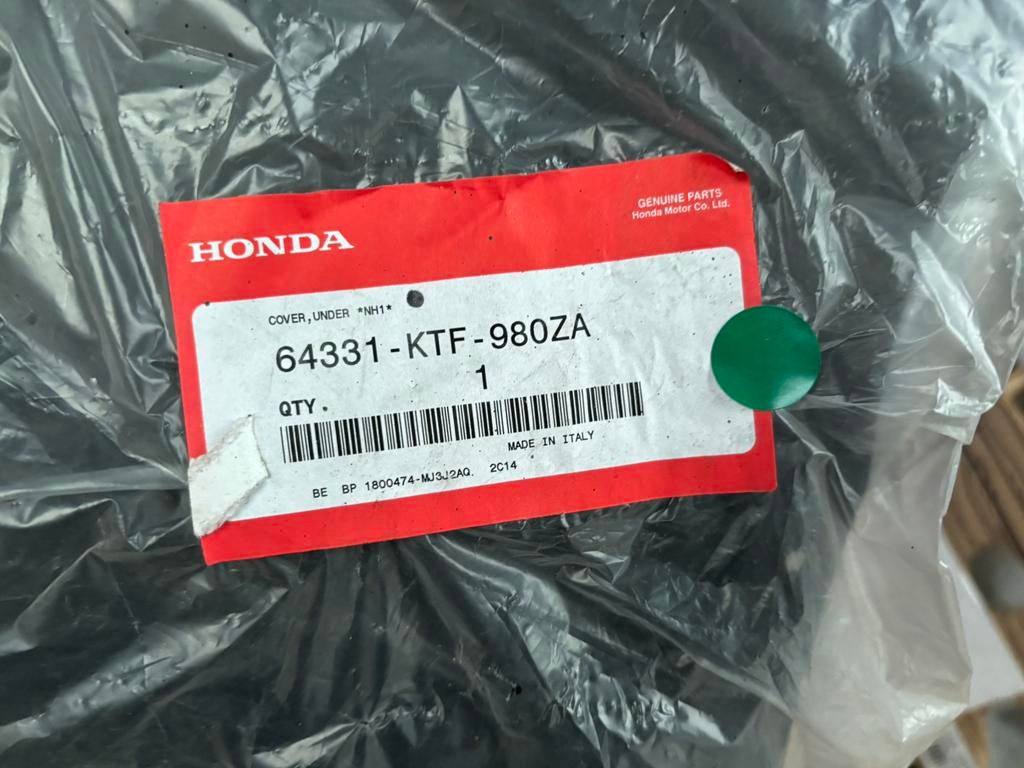 HONDA
GENUINE PARTS
Honda Motor Co. Ltd.
COVER,UNDER *NH1*
64331-KTF-980ZA
1
QTY.
MADE IN ITALY
BE BP 1800474-MJ3J2AQ. 2C14